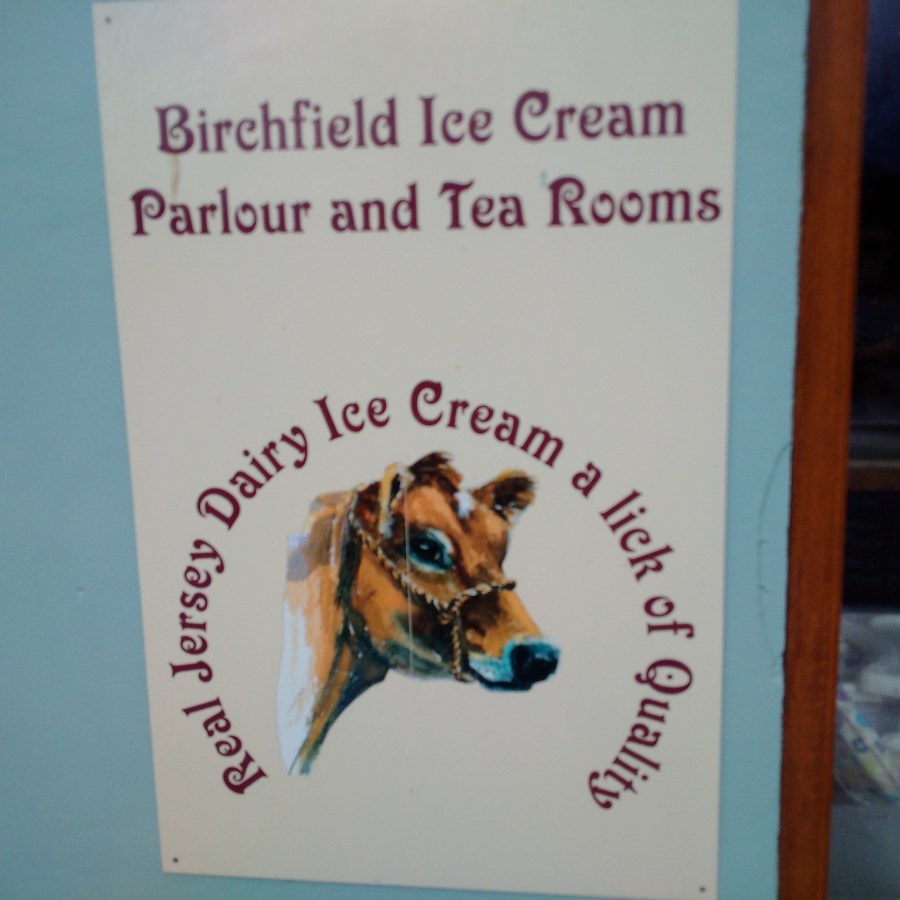 Birchfield Ice Cream
Parlour and Tea Rooms
Real Jersey Dairy Ice Cream a lick of Quality